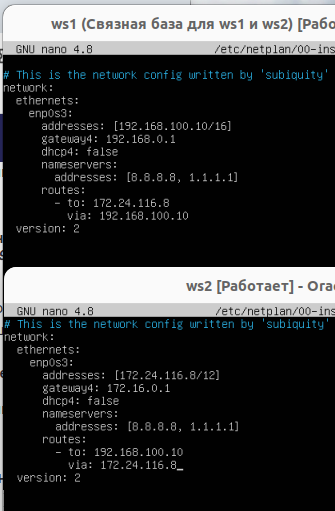 ws1 (Связная база для ws1 и ws2) [Рабо
GNU nano 4.8 /etc/netplan/00-ins
# This is the network config written by 'subiquity'
network:
  ethernets:
    enp0s3:
      addresses: [192.168.100.10/16]
      gateway4: 192.168.0.1
      dhcp4: false
      nameservers:
        addresses: [8.8.8.8, 1.1.1.1]
      routes:
        - to: 172.24.116.8
          via: 192.168.100.10
  version: 2
ws2 [Работает] - Orac
GNU nano 4.8 /etc/netplan/00-ins
# This is the network config written by 'subiquity'
network:
  ethernets:
    enp0s3:
      addresses: [172.24.116.8/12]
      gateway4: 172.16.0.1
      dhcp4: false
      nameservers:
        addresses: [8.8.8.8, 1.1.1.1]
      routes:
        - to: 192.168.100.10
          via: 172.24.116.8
  version: 2